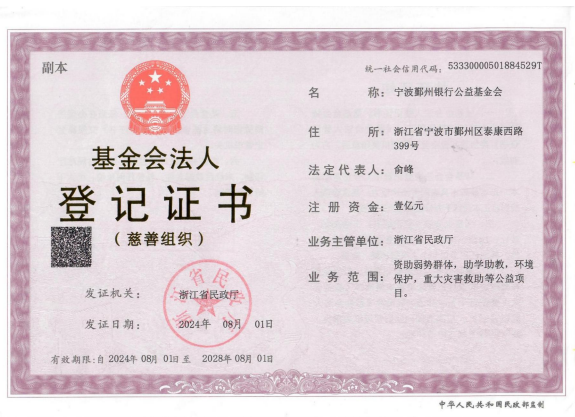 副本
统一社会信用代码：5333000050188​4529T
基金会法人
登记证书
（慈善组织）
名称：宁波鄞州银行公益基金会
住所：浙江省宁波市鄞州区泰康西路
399号
法定代表人：俞峰
注册资金：壹亿元
业务主管单位：浙江省民政厅
业务范围：资助弱势群体，助学助教，环境
保护，重大灾害救助等公益项
目。
发证机关：浙江省民政厅
发证日期：2024年 08月 01日
有效期限：自 2024年 08月 01日 至 2028年 08月 01日
浙江省民政厅
中华人民共和国民政部监制